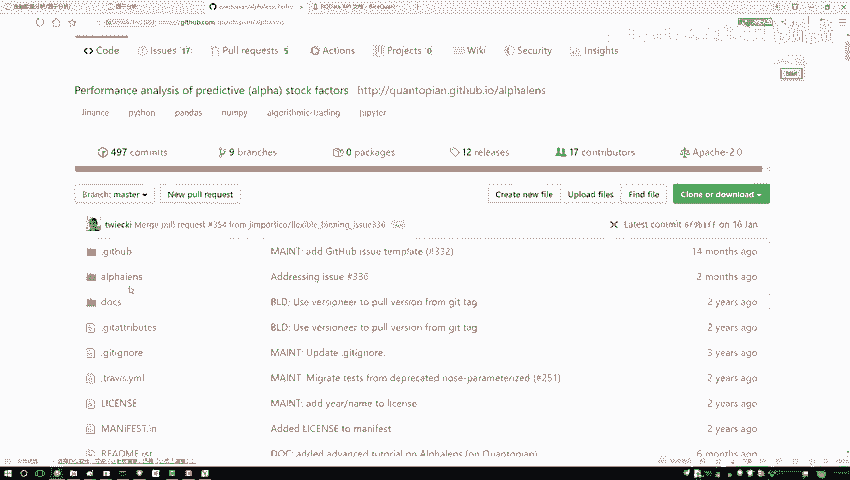 Code Issues 17 Pull requests 5 Actions Projects 0 Wiki Security Insights
Performance analysis of predictive (alpha) stock factors http://quantopian.github.io/alphalens
finance python pandas numpy algorithmic-trading jupyter
497 commits 9 branches 0 packages 12 releases 17 contributors Apache-2.0
Branch: master New pull request Create new file Upload files Find file Clone or download
twiecki Merge pull request from Latest commit on 16 Jan
.github MAINT: add GitHub issue template (#332) 14 months ago
alphalens Addressing issue #336 2 months ago
docs BLD: Use versioneer to pull version from git tag 2 years ago
.gitattributes BLD: Use versioneer to pull version from git tag 2 years ago
.gitignore MAINT: Update .gitignore. 3 years ago
.travis.yml MAINT: Migrate tests from deprecated nose-parameterized (#251) 2 years ago
LICENSE MAINT: add year/name to license 2 years ago
MANIFEST.in Added LICENSE to manifest 2 years ago
README.rst DOC: added advanced tutorial on Alphalens (on Quantopian) 6 months ago